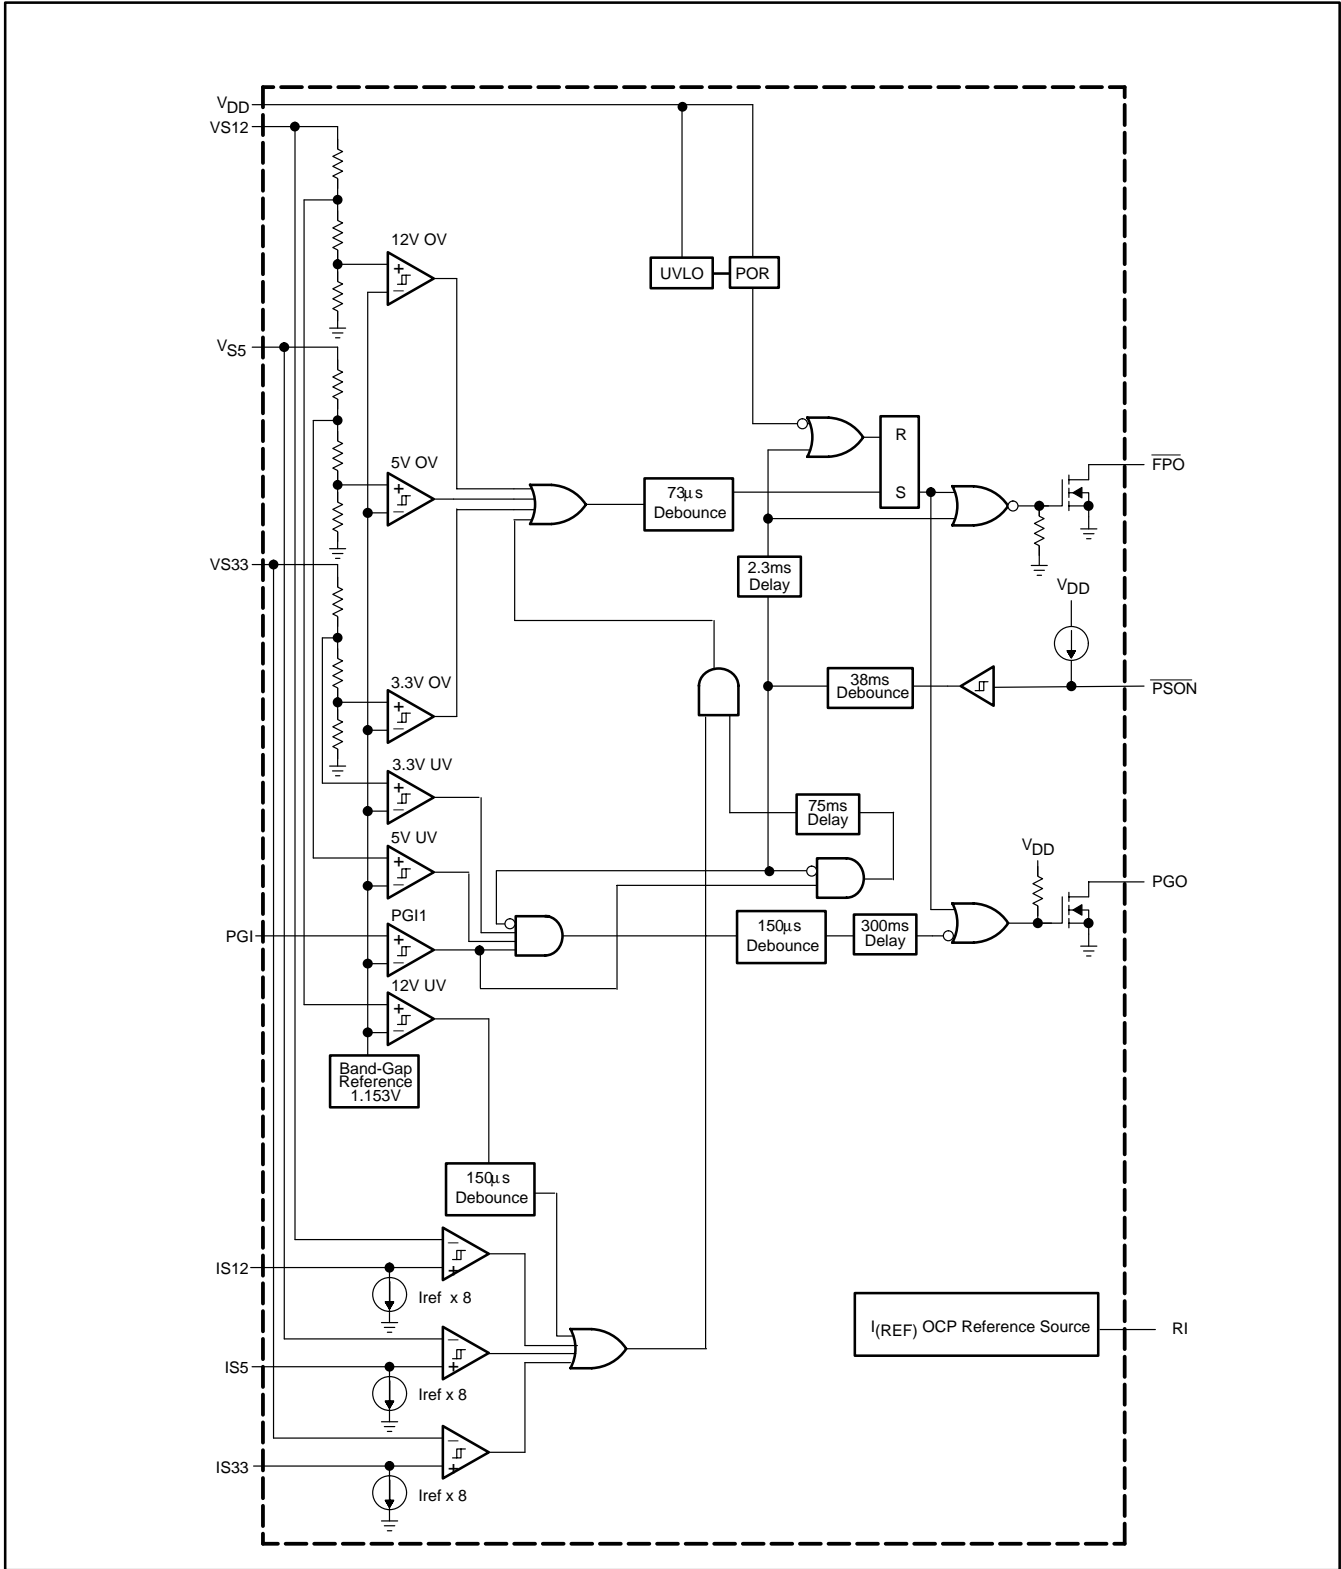 VDD
VS12
12V OV
UVLO
POR
VS5
R
5V OV
FPO
73μs
Debounce
S
VS33
2.3ms
Delay
VDD
3.3V OV
38ms
Debounce
PSON
3.3V UV
75ms
Delay
5V UV
VDD
PGO
PGI1
PGI
150μs
Debounce
300ms
Delay
12V UV
Band-Gap
Reference
1.153V
150μs
Debounce
IS12
Iref x 8
I(REF) OCP Reference Source
RI
IS5
Iref x 8
IS33
Iref x 8